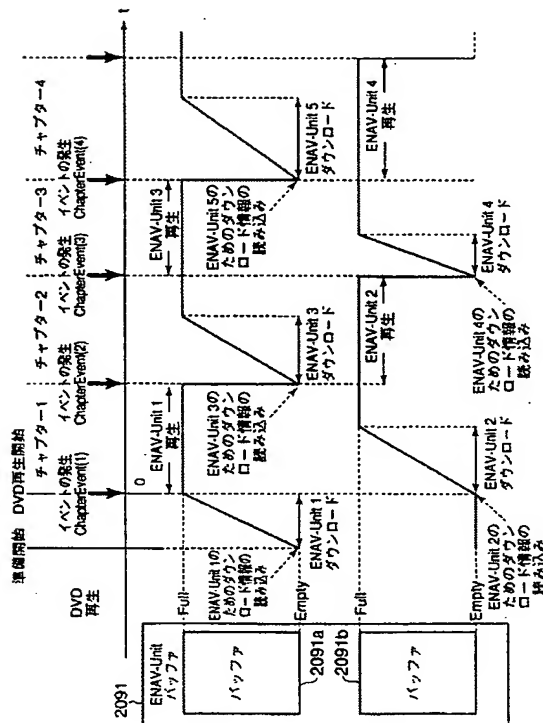 準備開始
DVD再生開始
DVD
再生
チャプター1
チャプター2
チャプター3
チャプター4
イベントの発生
ChapterEvent(1)
イベントの発生
ChapterEvent(2)
イベントの発生
ChapterEvent(3)
イベントの発生
ChapterEvent(4)
0
t
2091
ENAV-Unit
バッファ
バッファ
2091a
Full
Empty
ENAV-Unit 1の
ためのダウン
ロード情報の
読み込み
ENAV-Unit 1
ダウンロード
ENAV-Unit 1
再生
ENAV-Unit 3の
ためのダウン
ロード情報の
読み込み
ENAV-Unit 3
ダウンロード
ENAV-Unit 3
再生
ENAV-Unit 5の
ためのダウン
ロード情報の
読み込み
ENAV-Unit 5
ダウンロード
2091b
バッファ
Full
Empty
ENAV-Unit 2の
ためのダウン
ロード情報の
読み込み
ENAV-Unit 2
ダウンロード
ENAV-Unit 2
再生
ENAV-Unit 4の
ためのダウン
ロード情報の
読み込み
ENAV-Unit 4
ダウンロード
ENAV-Unit 4
再生